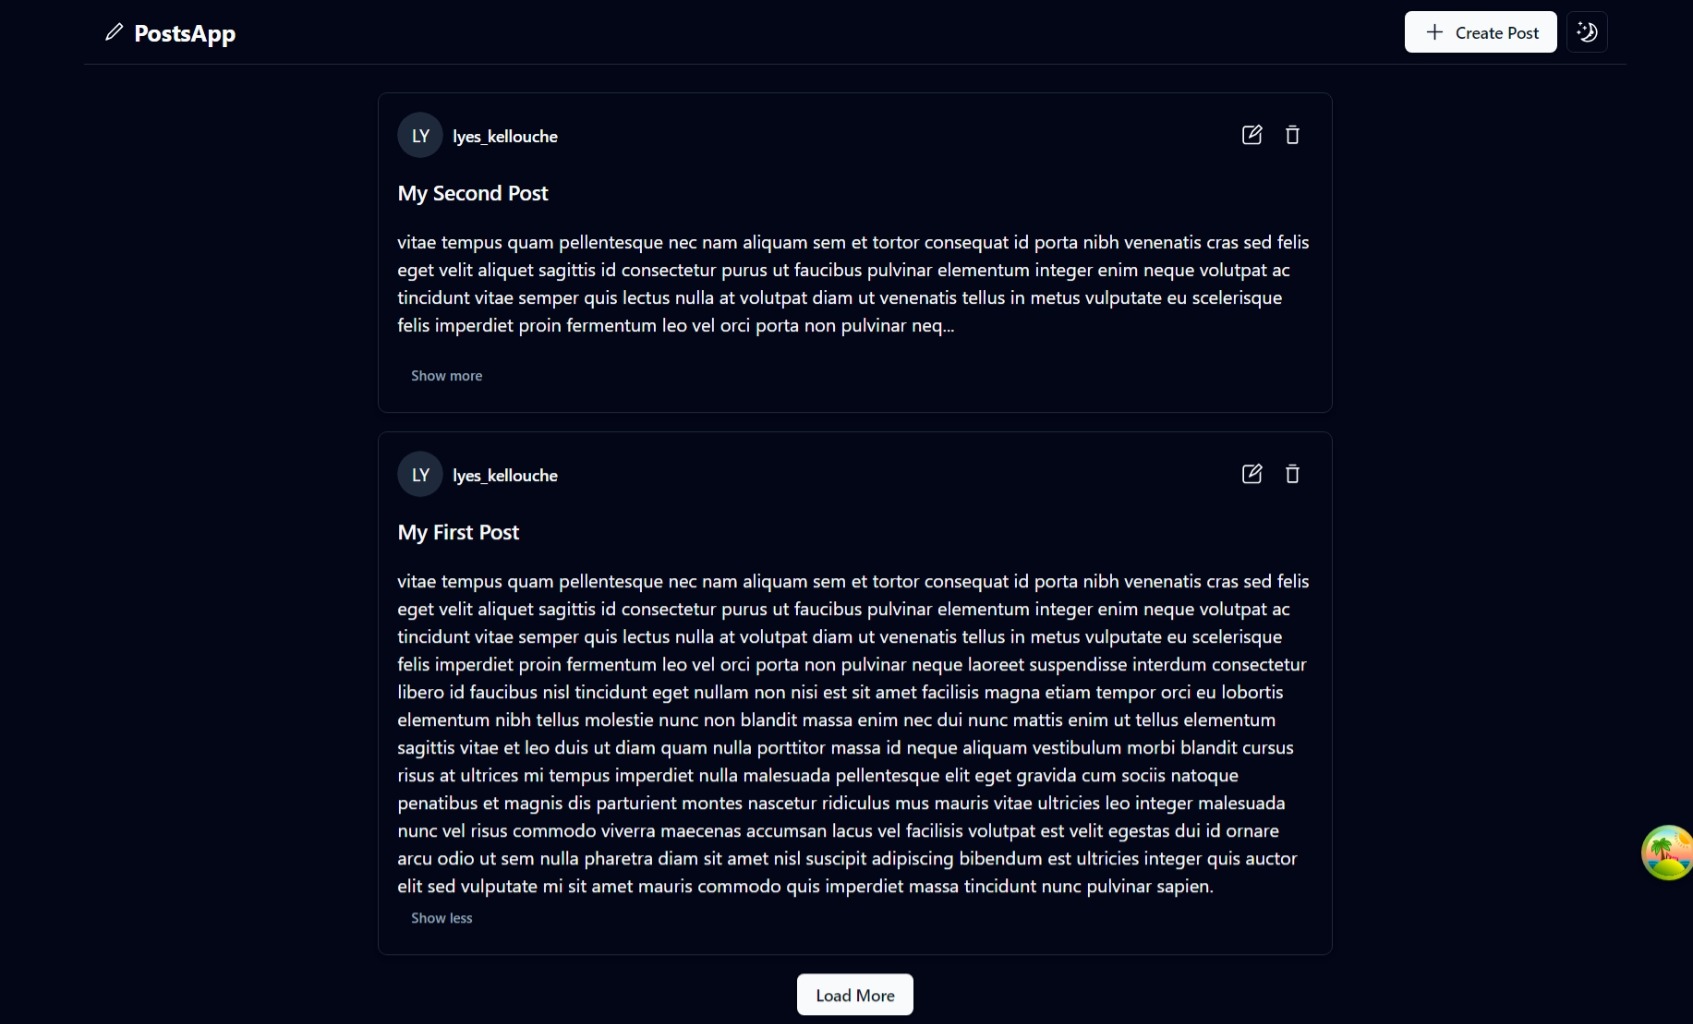 PostsApp
Create Post
LY
lyes_kellouche
My Second Post
vitae tempus quam pellentesque nec nam aliquam sem et tortor consequat id porta nibh venenatis cras sed felis
eget velit aliquet sagittis id consectetur purus ut faucibus pulvinar elementum integer enim neque volutpat ac
tincidunt vitae semper quis lectus nulla at volutpat diam ut venenatis tellus in metus vulputate eu scelerisque
felis imperdiet proin fermentum leo vel orci porta non pulvinar neq...
Show more
LY
lyes_kellouche
My First Post
vitae tempus quam pellentesque nec nam aliquam sem et tortor consequat id porta nibh venenatis cras sed felis
eget velit aliquet sagittis id consectetur purus ut faucibus pulvinar elementum integer enim neque volutpat ac
tincidunt vitae semper quis lectus nulla at volutpat diam ut venenatis tellus in metus vulputate eu scelerisque
felis imperdiet proin fermentum leo vel orci porta non pulvinar neque laoreet suspendisse interdum consectetur
libero id faucibus nisl tincidunt eget nullam non nisi est sit amet facilisis magna etiam tempor orci eu lobortis
elementum nibh tellus molestie nunc non blandit massa enim nec dui nunc mattis enim ut tellus elementum
sagittis vitae et leo duis ut diam quam nulla porttitor massa id neque aliquam vestibulum morbi blandit cursus
risus at ultrices mi tempus imperdiet nulla malesuada pellentesque elit eget gravida cum sociis natoque
penatibus et magnis dis parturient montes nascetur ridiculus mus mauris vitae ultricies leo integer malesuada
nunc vel risus commodo viverra maecenas accumsan lacus vel facilisis volutpat est velit egestas dui id ornare
arcu odio ut sem nulla pharetra diam sit amet nisl suscipit adipiscing bibendum est ultricies integer quis auctor
elit sed vulputate mi sit amet mauris commodo quis imperdiet massa tincidunt nunc pulvinar sapien.
Show less
Load More